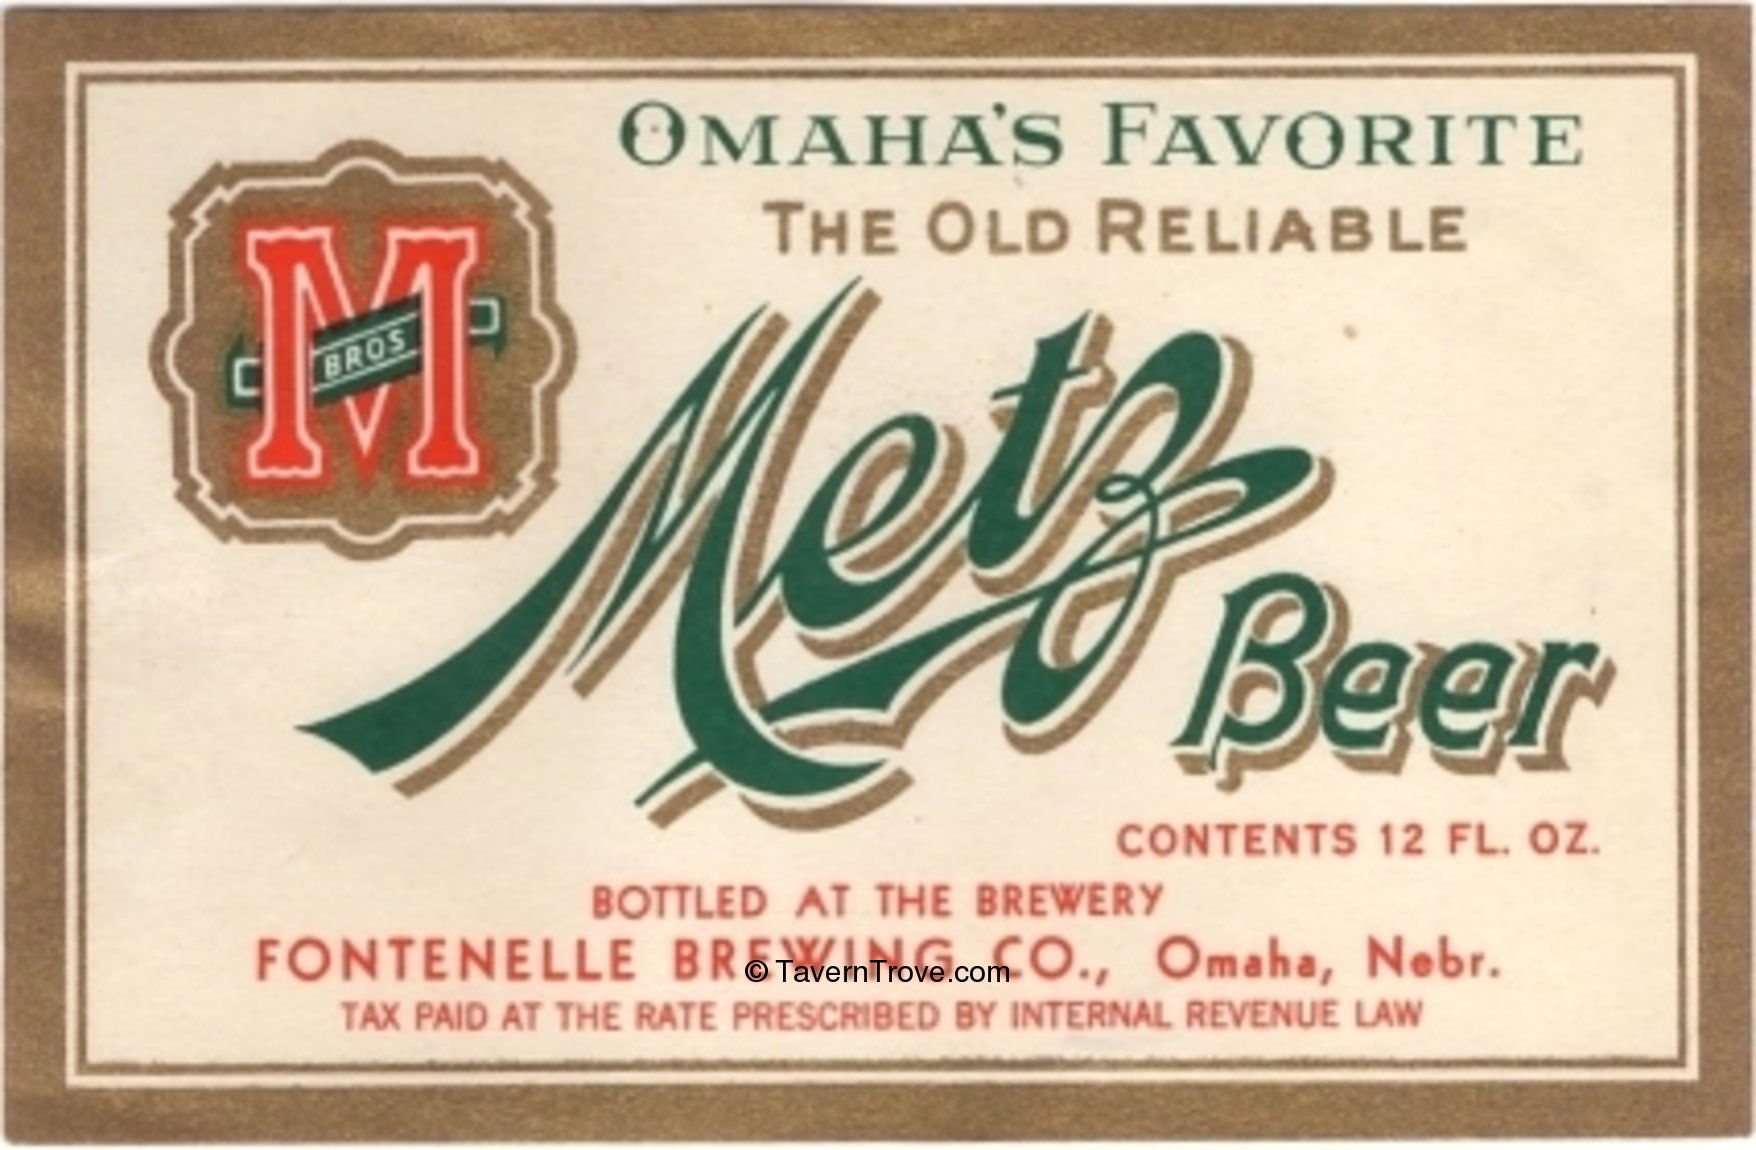 OMAHA'S FAVORITE
THE OLD RELIABLE
M
BROS
Metz
Beer
CONTENTS 12 FL. OZ.
BOTTLED AT THE BREWERY
FONTENELLE BREWING CO., Omaha, Nebr.
© TavernTrove.com
TAX PAID AT THE RATE PRESCRIBED BY INTERNAL REVENUE LAW